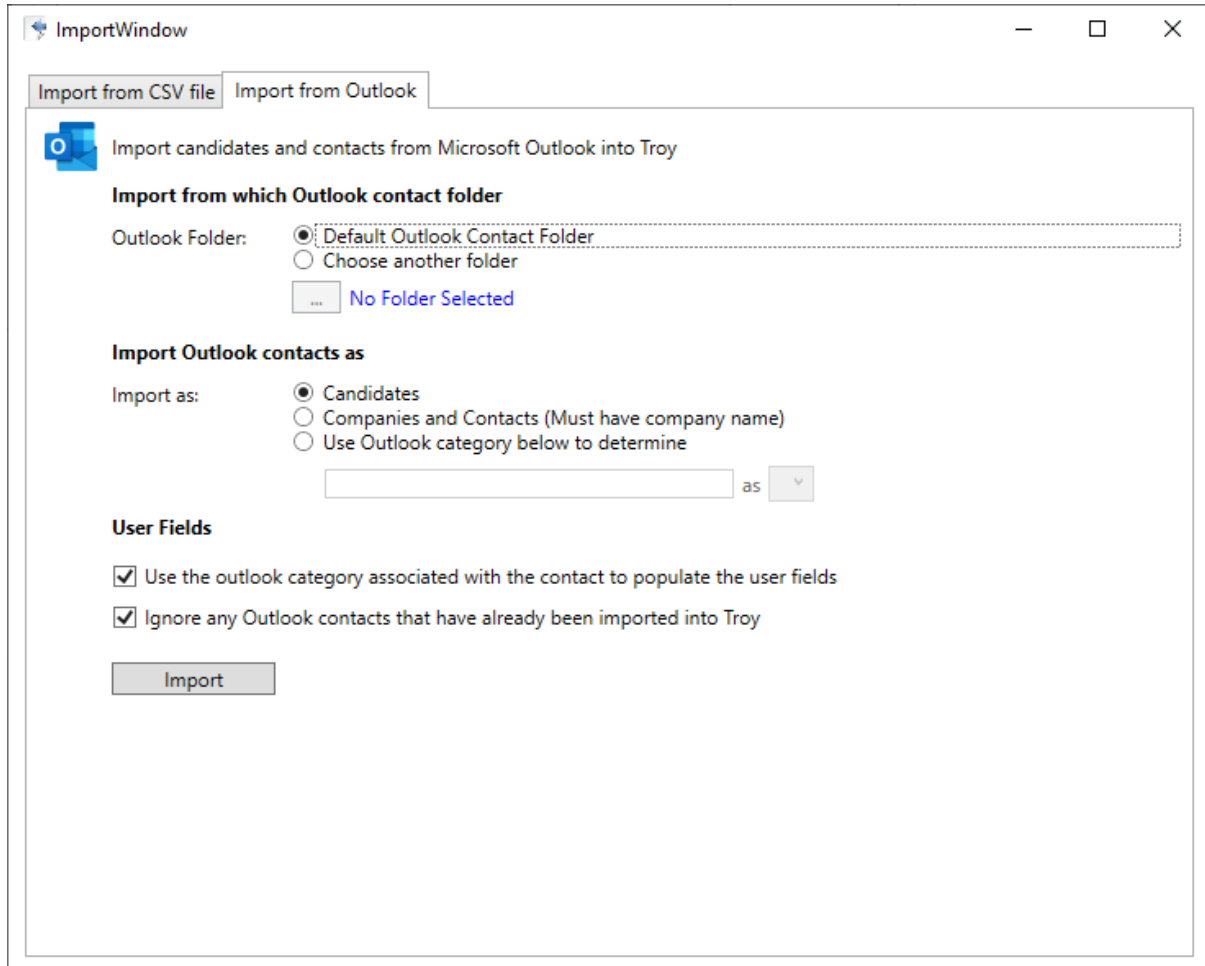 ImportWindow
Import from CSV file
Import from Outlook
Import candidates and contacts from Microsoft Outlook into Troy
Import from which Outlook contact folder
Outlook Folder:
Default Outlook Contact Folder
Choose another folder
... No Folder Selected
Import Outlook contacts as
Import as:
Candidates
Companies and Contacts (Must have company name)
Use Outlook category below to determine
as
User Fields
Use the outlook category associated with the contact to populate the user fields
Ignore any Outlook contacts that have already been imported into Troy
Import